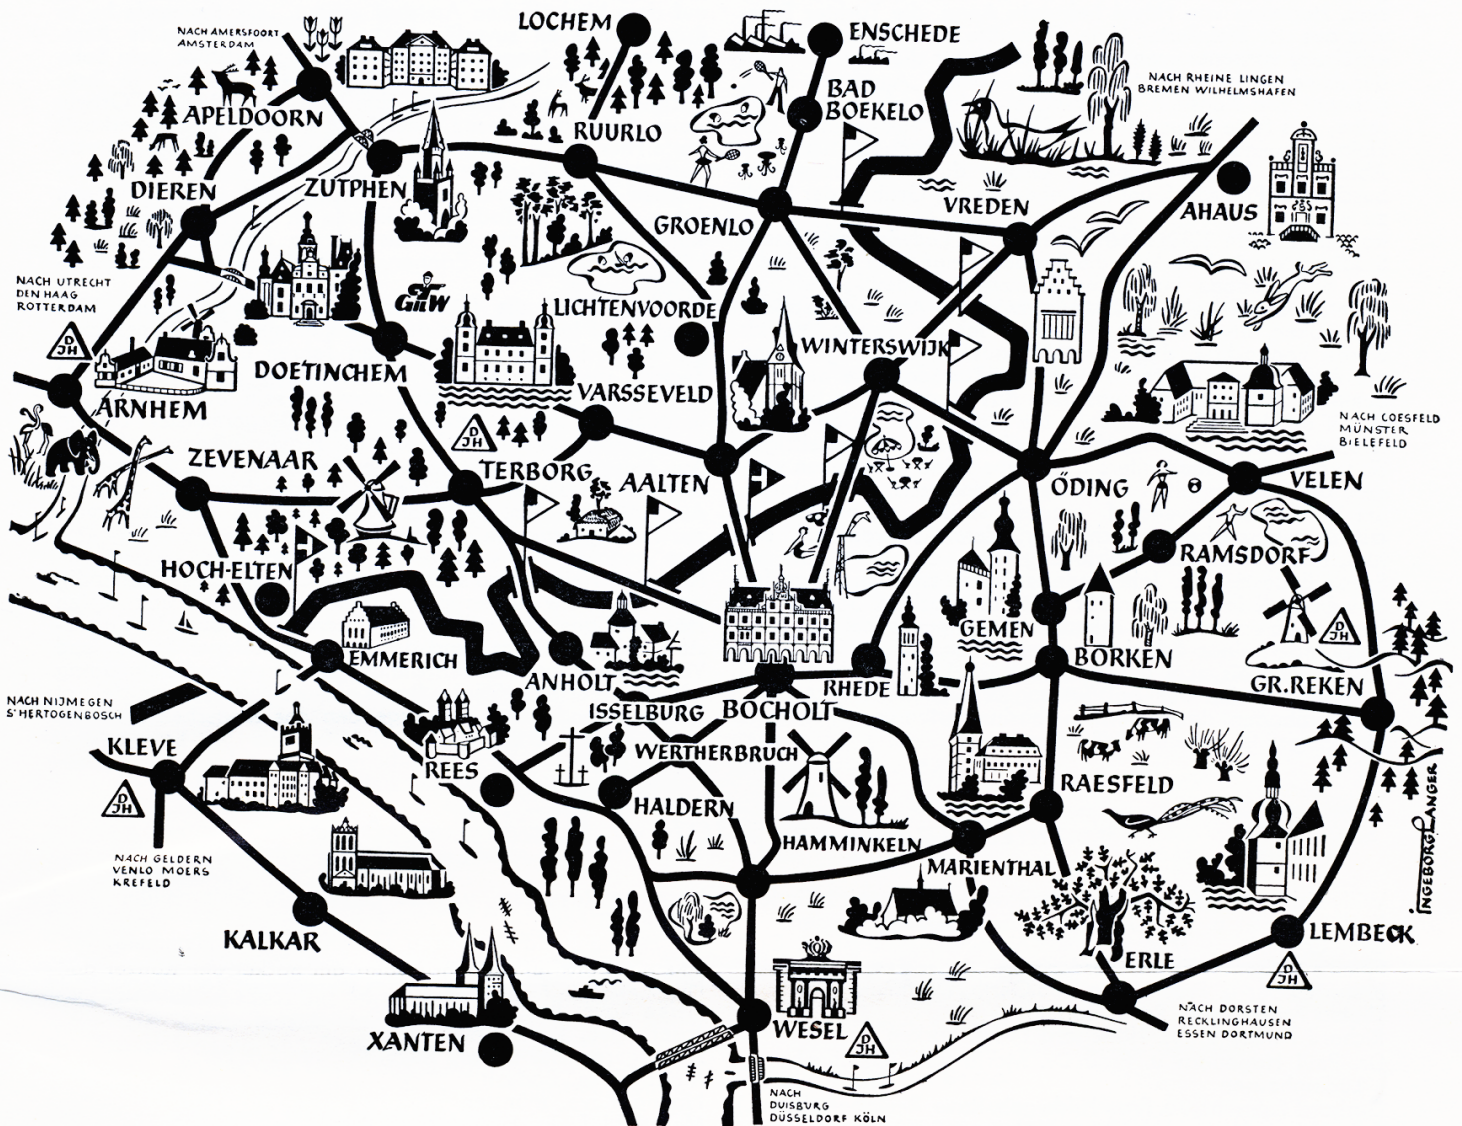 LOCHEM
ENSCHEDE
NACH AMERSFOORT
AMSTERDAM
NACH RHEINE LINGEN
BREMEN WILHELMSHAFEN
BAD
BOEKELO
APELDOORN
RUURLO
DIEREN
ZUTPHEN
GROENLO
VREDEN
AHAUS
NACH UTRECHT
DEN HAAG
ROTTERDAM
GTW
LICHTENVOORDE
DJH
WINTERSWIJK
DOETINCHEM
VARSSEVELD
ARNHEM
NACH COESFELD
MÜNSTER
BIELEFELD
DJH
ZEVENAAR
TERBORG
AALTEN
ÖDING
VELEN
HOCH-ELTEN
RAMSDORF
GEMEN
DJH
EMMERICH
BORKEN
ANHOLT
RHEDE
GR. REKEN
NACH NIJMEGEN
S'HERTOGENBOSCH
ISSELBURG
BOCHOLT
KLEVE
WERTHERBRUCH
REES
RAESFELD
DJH
HALDERN
HAMMINKELN
INGEBORG LANGER
NACH GELDERN
VENLO MOERS
KREFELD
MARIENTHAL
KALKAR
LEMBECK
ERLE
DJH
NACH DORSTEN
RECKLINGHAUSEN
ESSEN DORTMUND
XANTEN
WESEL
DJH
NACH
DUISBURG
DÜSSELDORF KÖLN